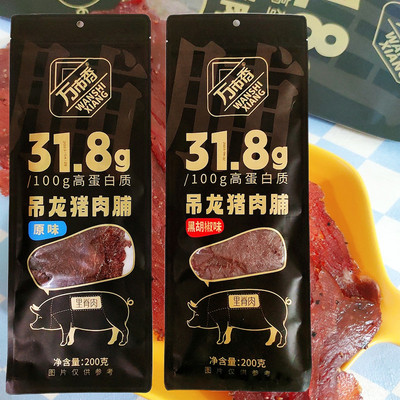 万市香
WANSHI
XIANG
31.8g
/100g高蛋白质
吊龙猪肉脯
原味
里脊肉
净含量:200克
图片仅供参考
万市香
WANSHI
XIANG
31.8g
/100g高蛋白质
吊龙猪肉脯
黑胡椒味
里脊肉
净含量:200克
图片仅供参考